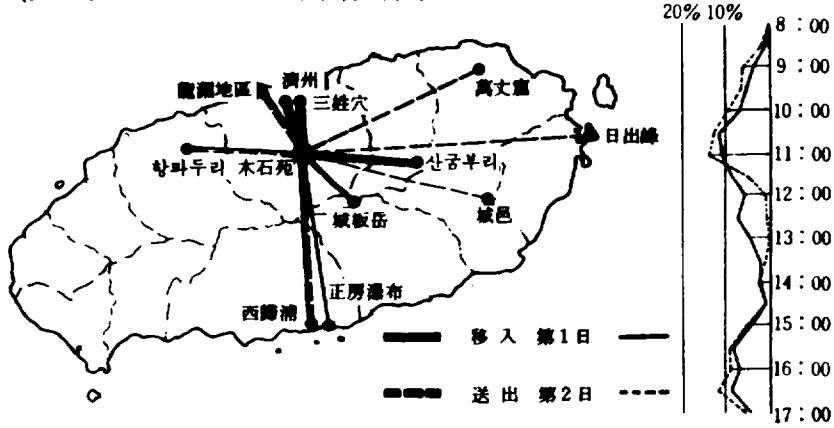 20% 10%
8 : 00
9 : 00
10 : 00
11 : 00
12 : 00
13 : 00
14 : 00
15 : 00
16 : 00
17 : 00
濟州
龍潭地區
三姓穴
萬丈窟
日出峰
항파두리
木石苑
산굼부리
城板岳
城邑
正房瀑布
西歸浦
移入 第1日
送出 第2日